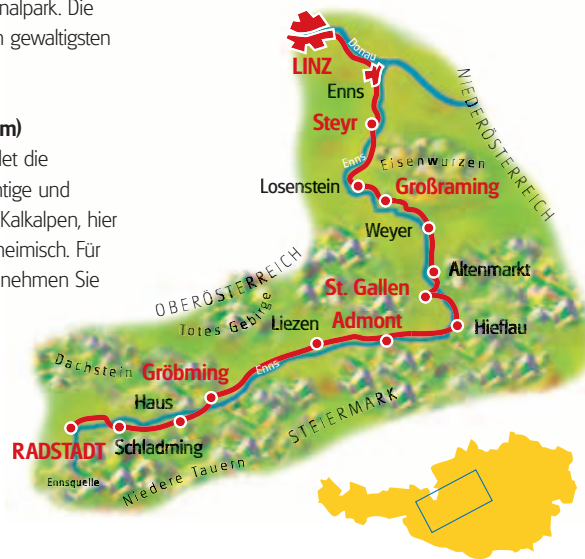 nalpark. Die
n gewaltigsten
m)
let die
htige und
Kalkalpen, hier
heimisch. Für
nehmen Sie
LINZ
Donau
Enns
NIEDERÖSTERREICH
Steyr
Enns
Eisenwurzen
Losenstein
Großraming
Weyer
Altenmarkt
OBERÖSTERREICH
St. Gallen
Totes Gebirge
Liezen
Admont
Hieflau
Dachstein
Gröbming
Enns
Haus
STEIERMARK
RADSTADT
Schladming
Niedere Tauern
Ennsquelle